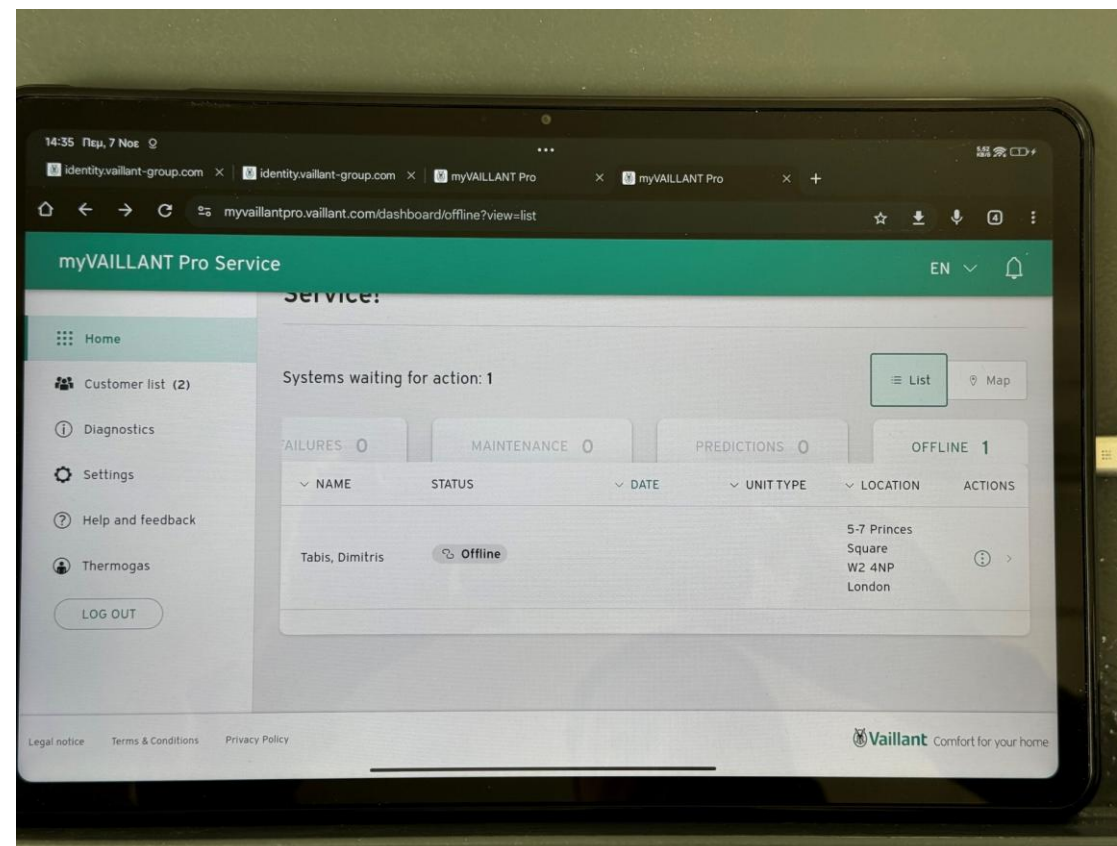 14:35 Πεμ, 7 Νοε
identity.vaillant-group.com
identity.vaillant-group.com
myVAILLANT Pro
myVAILLANT Pro
myvaillantpro.vaillant.com/dashboard/offline?view=list
4
myVAILLANT Pro Service
EN
Service!
Home
Customer list (2)
Diagnostics
Settings
Help and feedback
Thermogas
LOG OUT
Systems waiting for action: 1
List
Map
AILURES 0
MAINTENANCE 0
PREDICTIONS 0
OFFLINE 1
NAME
STATUS
DATE
UNIT TYPE
LOCATION
ACTIONS
Tabis, Dimitris
Offline
5-7 Princes
Square
W2 4NP
London
Legal notice
Terms & Conditions
Privacy Policy
Vaillant Comfort for your home